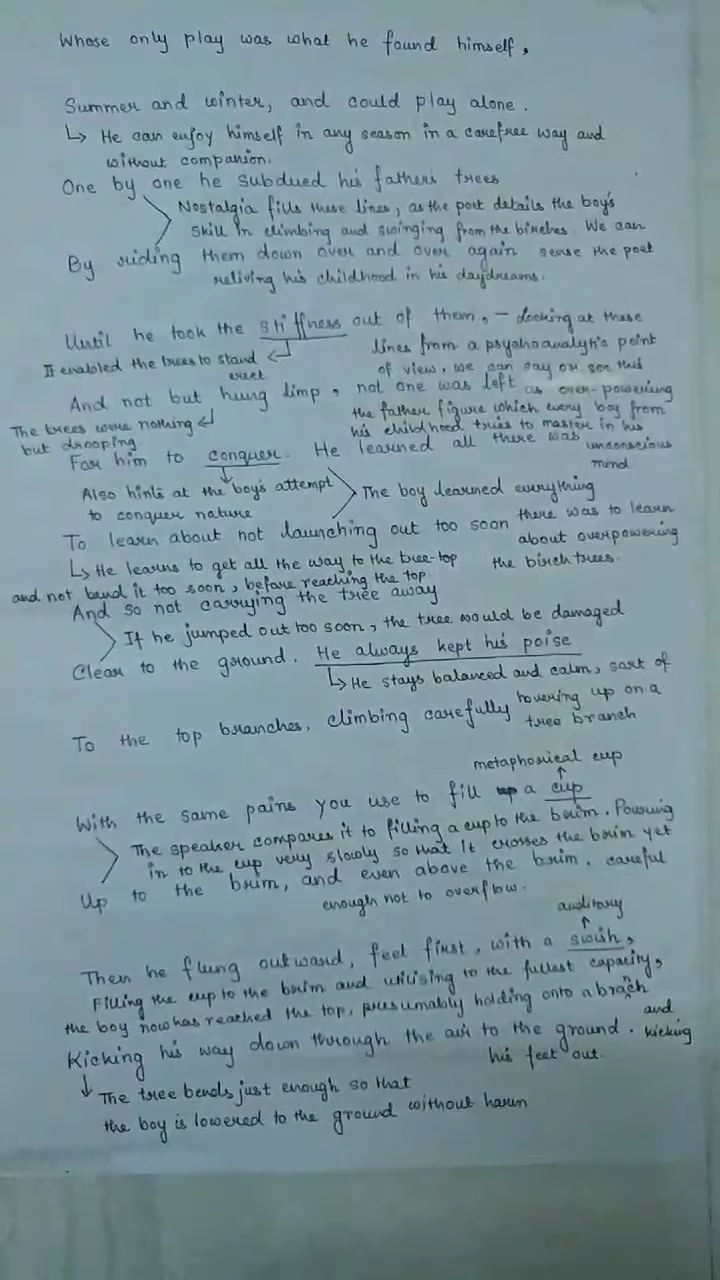 Whose only play was what he found himself,
Summer and winter, and could play alone.
↳ He can enjoy himself in any season in a carefree way and
without companion.
One by one he subdued his father's trees
Nostalgia fills these lines, as the poet details the boy's
skill in climbing and swinging from the birches. We can
By riding them down over and over again sense the poet
reliving his childhood in his daydreams.
Until he took the stiffness out of them, – Looking at these
lines from a psychoanalytic point
It enabled the trees to stand
erect
of view, we can say or see this
And not but hung limp, not one was left as over-powering
The trees were nothing
but drooping
the father figure which every boy from
his childhood tries to master in his
unconscious
mind
For him to conquer. He learned all there was
Also hints at the boy's attempt
to conquer nature
The boy learned everything
there was to learn
about overpowering
the birch trees.
To learn about not launching out too soon
↳ He learns to get all the way to the tree-top
and not bend it too soon, before reaching the top
And so not carrying the tree away
If he jumped out too soon, the tree would be damaged
Clear to the ground. He always kept his poise
↳ He stays balanced and calm, sort of
hovering up on a
tree branch
To the top branches, climbing carefully
metaphorical cup
With the same pains you use to fill a cup
The speaker compares it to filling a cup to the brim. Pouring
in to the cup very slowly so that it crosses the brim yet
Up to the brim, and even above the brim. careful
enough not to overflow.
auditory
Then he flung outward, feet first, with a swish,
Filling the cup to the brim and utilising to the fullest capacity,
the boy now has reached the top, presumably holding onto a branch
and
kicking
his feet out.
Kicking his way down through the air to the ground.
↓ The tree bends just enough so that
the boy is lowered to the ground without harm